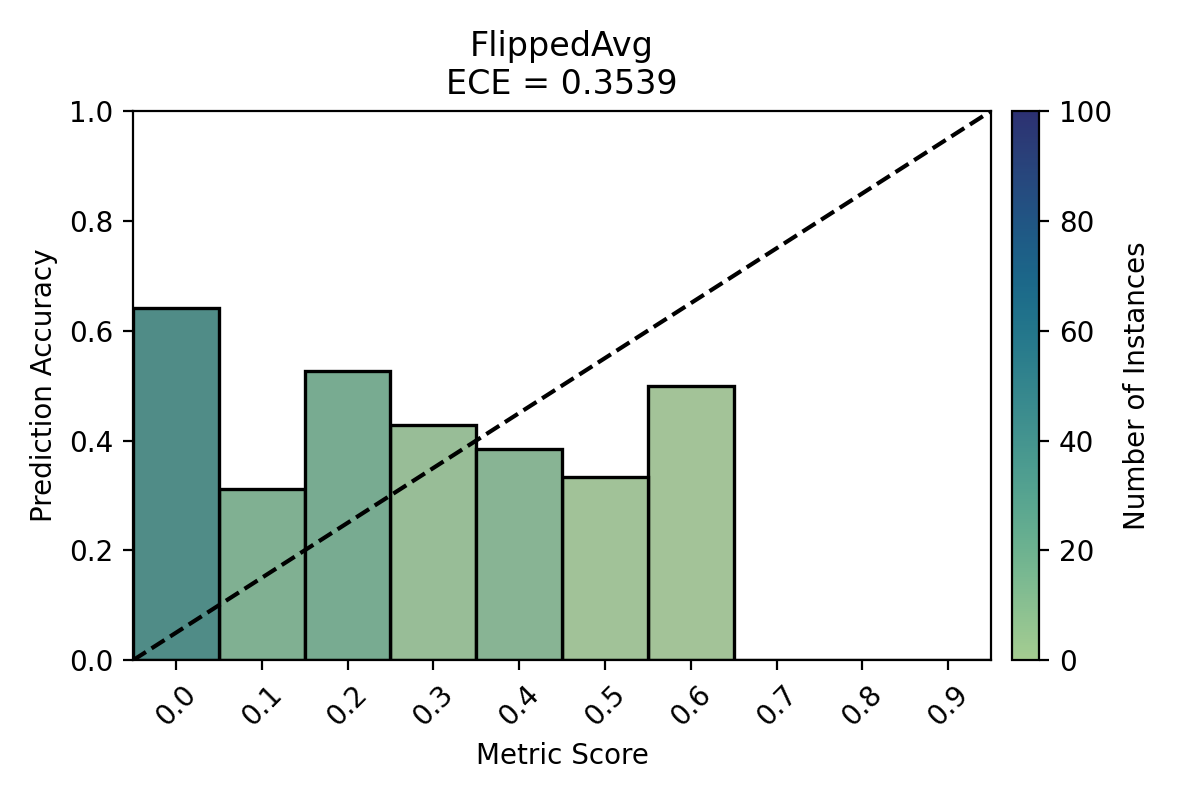 FlippedAvg
ECE = 0.3539
1.0
0.8
0.6
0.4
0.2
0.0
Prediction Accuracy
0.0 0.1 0.2 0.3 0.4 0.5 0.6 0.7 0.8 0.9
Metric Score
100
80
60
40
20
0
Number of Instances